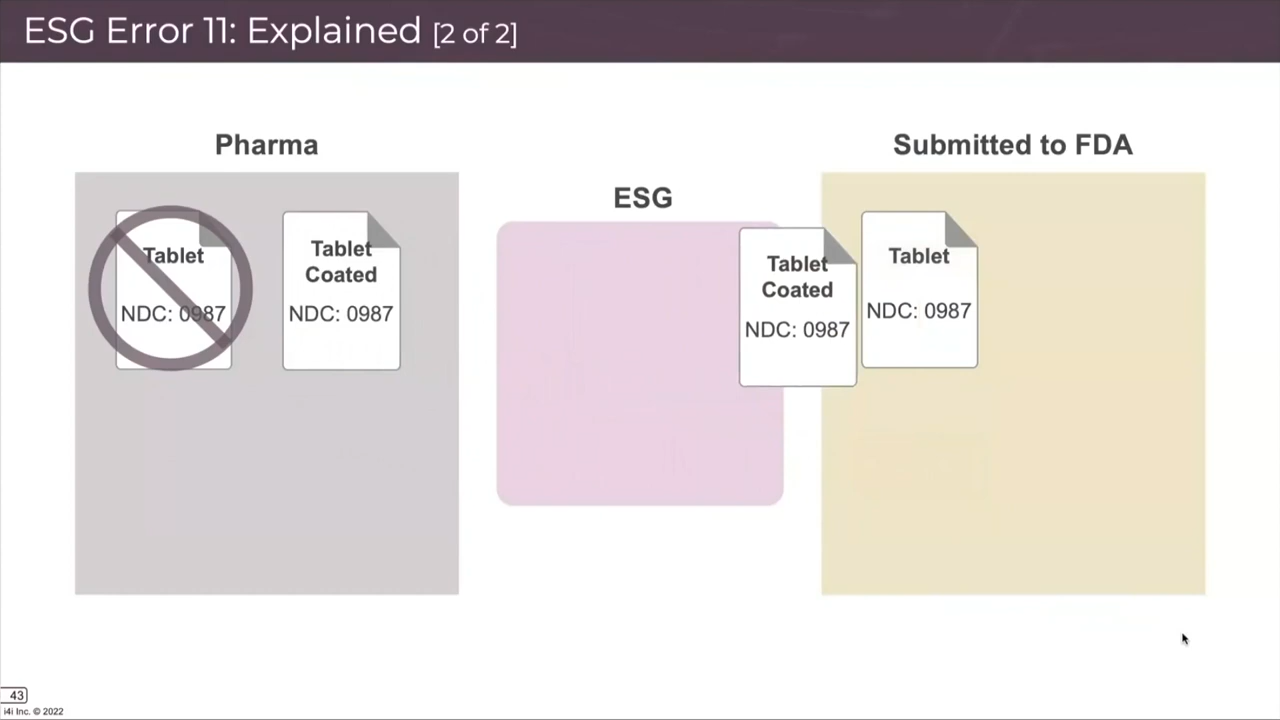 ESG Error 11: Explained [2 of 2]
Pharma
Submitted to FDA
ESG
Tablet
NDC: 0987
Tablet
Coated
NDC: 0987
Tablet
Coated
NDC: 0987
Tablet
NDC: 0987
43
i4i Inc. © 2022